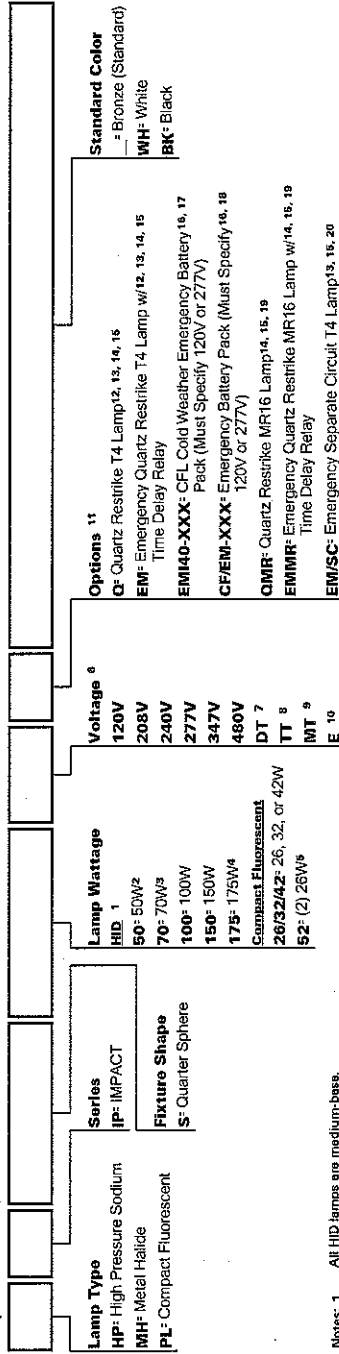 Lamp Type
HP= High Pressure Sodium
MH= Metal Halide
PL= Compact Fluorescent
Series
IP= IMPACT
Fixture Shape
S= Quarter Sphere
Lamp Wattage
HID 1
50= 50W2
70= 70W3
100= 100W
150= 150W
175= 175W4
Compact Fluorescent
26/32/42= 26, 32, or 42W
52= (2) 26W5
Voltage 6
120V
208V
240V
277V
347V
480V
DT 7
TT 8
MT 9
E 10
Options 11
Q= Quartz Restrike T4 Lamp12, 13, 14, 15
EM= Emergency Quartz Restrike T4 Lamp w/12, 13, 14, 15
Time Delay Relay
EMI40-XXX= CFL Cold Weather Emergency Battery16, 17
Pack (Must Specify 120V or 277V)
CF/EM-XXX= Emergency Battery Pack (Must Specify16, 18
120V or 277V)
QMR= Quartz Restrike MR16 Lamp14, 15, 19
EMMR= Emergency Quartz Restrike MR16 Lamp w/14, 15, 19
Time Delay Relay
EM/SC= Emergency Separate Circuit T4 Lamp13, 15, 20
Standard Color
_= Bronze (Standard)
WH= White
BK= Black
Notes: 1 All HID lamps are medium-base.